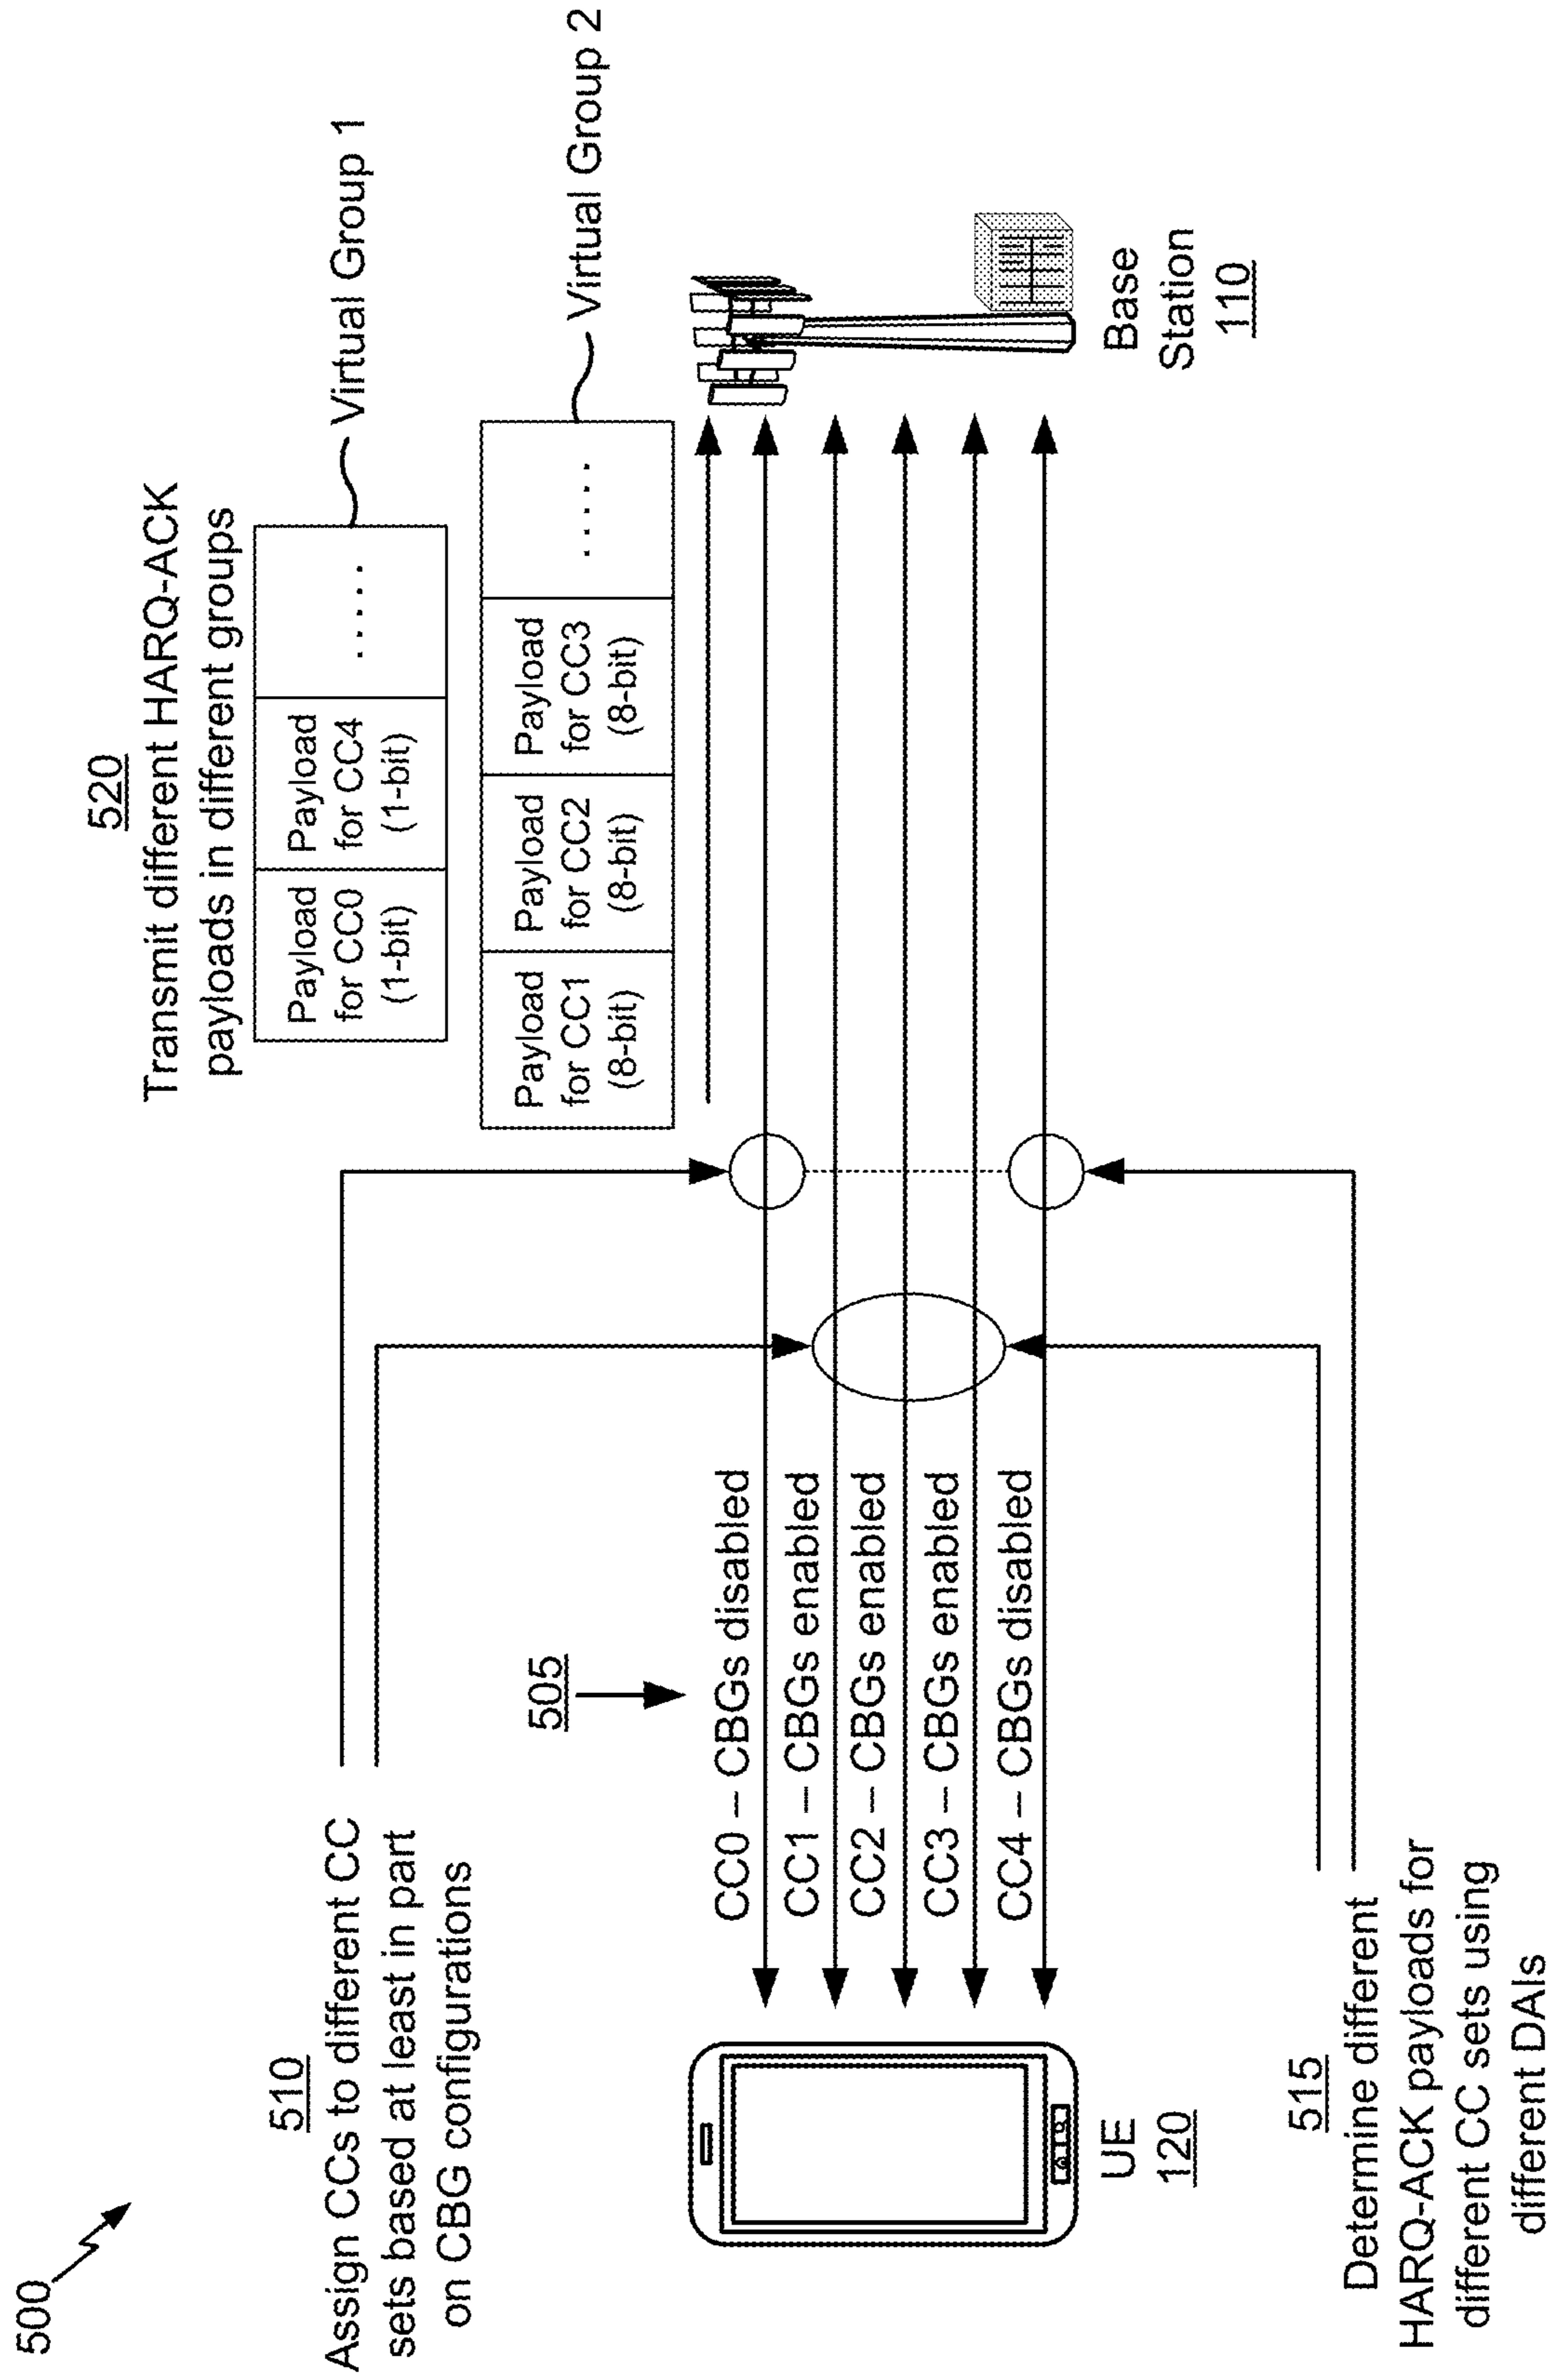 500
510
Assign CCs to different CC
sets based at least in part
on CBG configurations
505
520
Transmit different HARQ-ACK
payloads in different groups
Payload
for CC0
(1-bit)
Payload
for CC4
(1-bit)
.....
Virtual Group 1
Payload
for CC1
(8-bit)
Payload
for CC2
(8-bit)
Payload
for CC3
(8-bit)
.....
Virtual Group 2
CC0 – CBGs disabled
CC1 – CBGs enabled
CC2 – CBGs enabled
CC3 – CBGs enabled
CC4 – CBGs disabled
UE
120
Base
Station
110
515
Determine different
HARQ-ACK payloads for
different CC sets using
different DAIs